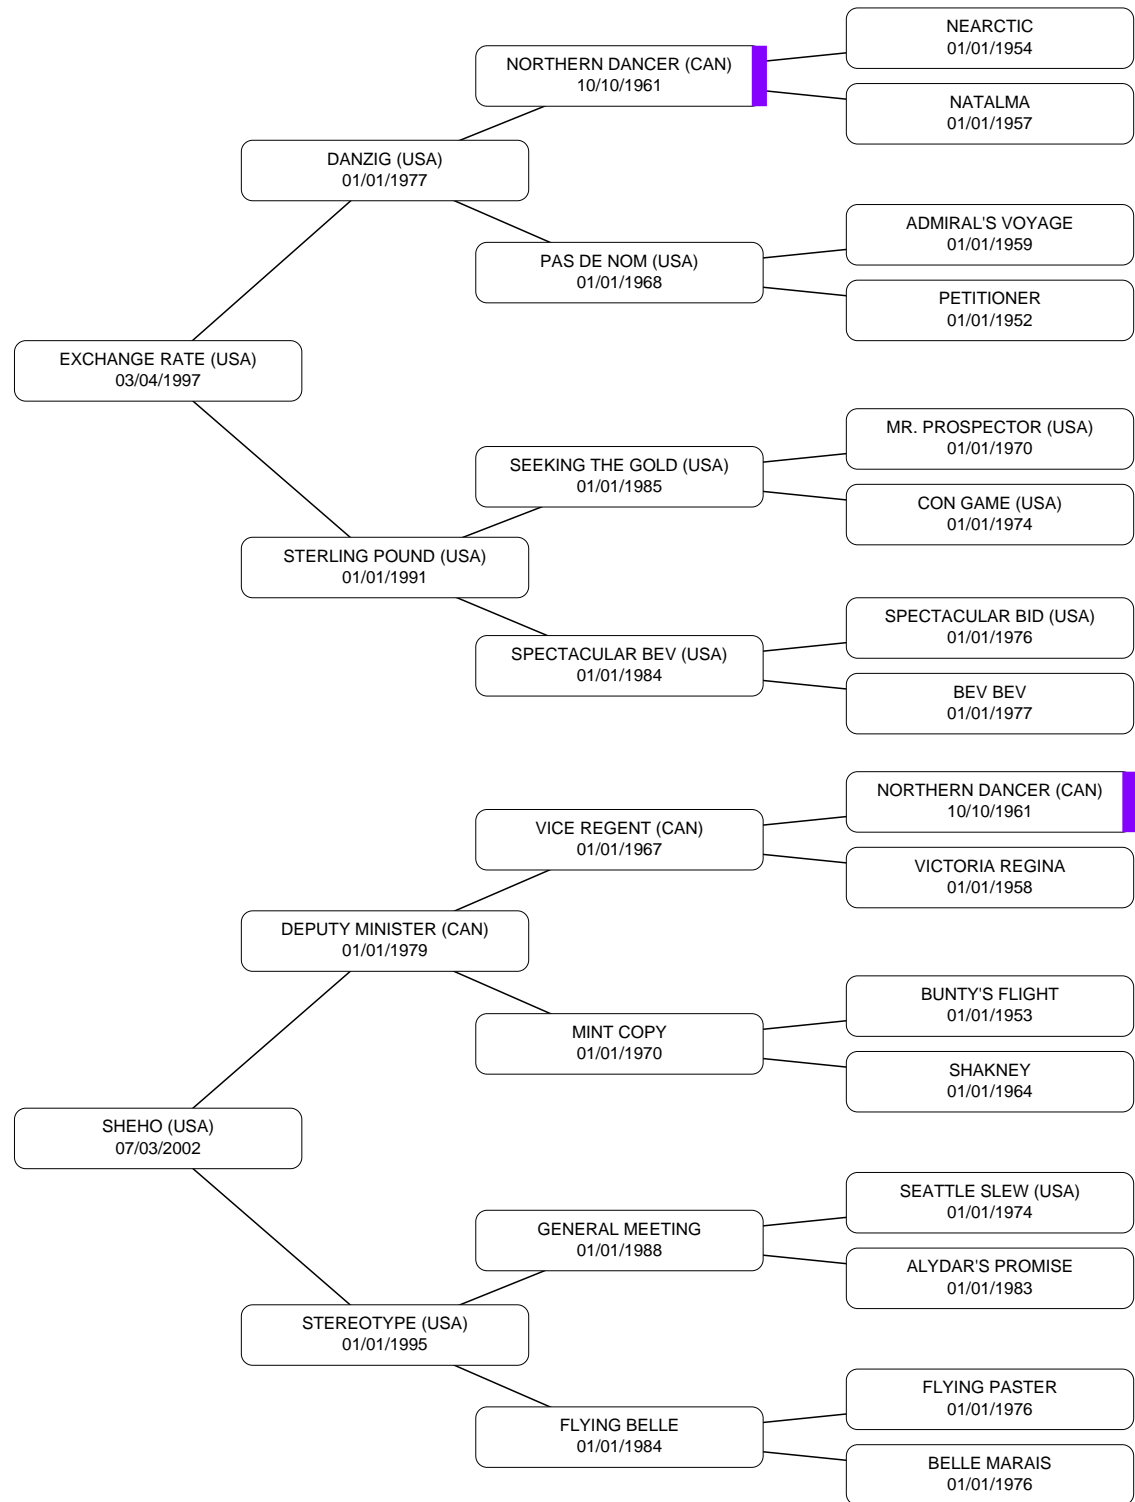 NEARCTIC
01/01/1954
NORTHERN DANCER (CAN)
10/10/1961
NATALMA
01/01/1957
DANZIG (USA)
01/01/1977
ADMIRAL'S VOYAGE
01/01/1959
PAS DE NOM (USA)
01/01/1968
PETITIONER
01/01/1952
EXCHANGE RATE (USA)
03/04/1997
MR. PROSPECTOR (USA)
01/01/1970
SEEKING THE GOLD (USA)
01/01/1985
CON GAME (USA)
01/01/1974
STERLING POUND (USA)
01/01/1991
SPECTACULAR BID (USA)
01/01/1976
SPECTACULAR BEV (USA)
01/01/1984
BEV BEV
01/01/1977
NORTHERN DANCER (CAN)
10/10/1961
VICE REGENT (CAN)
01/01/1967
VICTORIA REGINA
01/01/1958
DEPUTY MINISTER (CAN)
01/01/1979
BUNTY'S FLIGHT
01/01/1953
MINT COPY
01/01/1970
SHAKNEY
01/01/1964
SHEHO (USA)
07/03/2002
SEATTLE SLEW (USA)
01/01/1974
GENERAL MEETING
01/01/1988
ALYDAR'S PROMISE
01/01/1983
STEREOTYPE (USA)
01/01/1995
FLYING PASTER
01/01/1976
FLYING BELLE
01/01/1984
BELLE MARAIS
01/01/1976